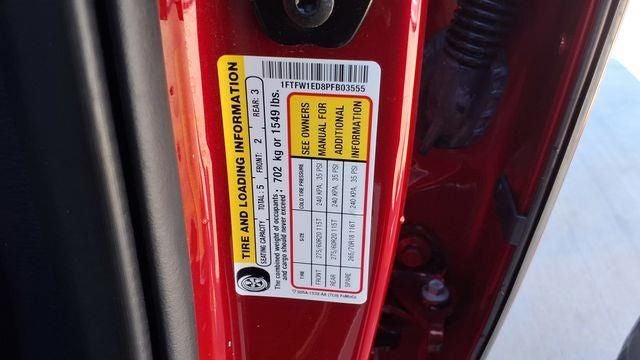 TIRE AND LOADING INFORMATION
SEATING CAPACITY TOTAL: 5 FRONT: 2 REAR: 3
The combined weight of occupants
and cargo should never exceed: 702 kg or 1549 lbs.
1FTFW1ED8PFB03555
TIRE SIZE COLD TIRE PRESSURE
FRONT 275/60R20 115T 240 KPA, 35 PSI
REAR 275/60R20 115T 240 KPA, 35 PSI
SPARE 265/70R18 116T 240 KPA, 35 PSI
SEE OWNERS
MANUAL FOR
ADDITIONAL
INFORMATION